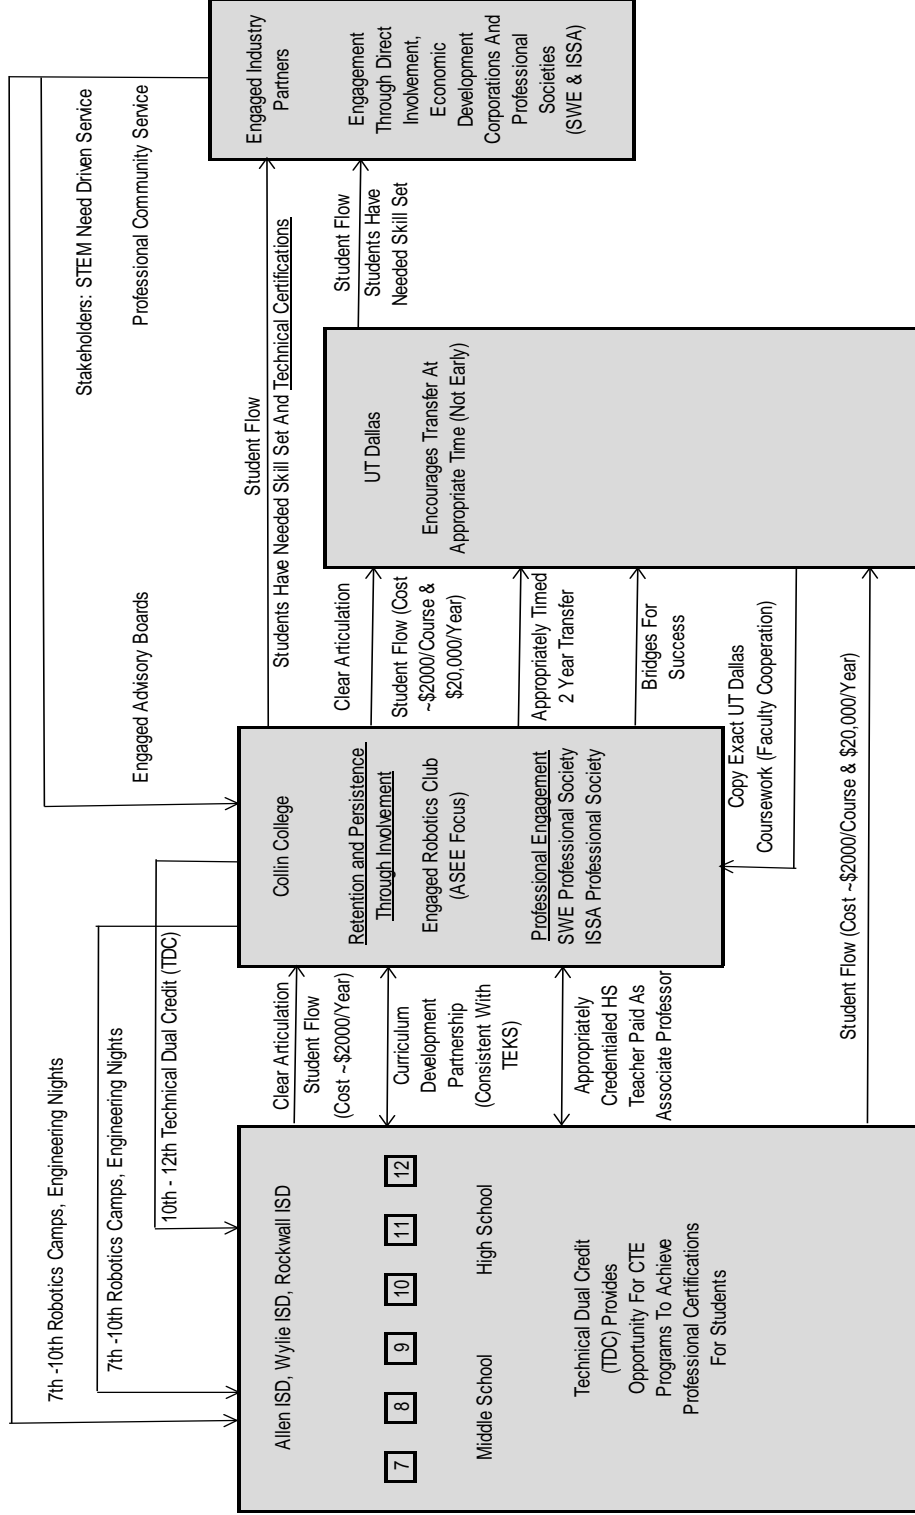 7th -10th Robotics Camps, Engineering Nights
7th -10th Robotics Camps, Engineering Nights
10th - 12th Technical Dual Credit (TDC)
Engaged Advisory Boards
Stakeholders: STEM Need Driven Service
Professional Community Service
Allen ISD, Wylie ISD, Rockwall ISD
7 8 9 10 11 12
Middle School High School
Technical Dual Credit
(TDC) Provides
Opportunity For CTE
Programs To Achieve
Professional Certifications
For Students
Clear Articulation
Student Flow
(Cost ~$2000/Year)
Curriculum
Development
Partnership
(Consistent With
TEKS)
Appropriately
Credentialed HS
Teacher Paid As
Associate Professor
Collin College
Retention and Persistence
Through Involvement
Engaged Robotics Club
(ASEE Focus)
Professional Engagement
SWE Professional Society
ISSA Professional Society
Student Flow
Students Have Needed Skill Set And Technical Certifications
Clear Articulation
Student Flow (Cost
~$2000/Course &
$20,000/Year)
Appropriately Timed
2 Year Transfer
Bridges For
Success
Copy Exact UT Dallas
Coursework (Faculty Cooperation)
Student Flow (Cost ~$2000/Course & $20,000/Year)
UT Dallas
Encourages Transfer At
Appropriate Time (Not Early)
Student Flow
Students Have
Needed Skill Set
Engaged Industry
Partners
Engagement
Through Direct
Involvement,
Economic
Development
Corporations And
Professional
Societies
(SWE & ISSA)